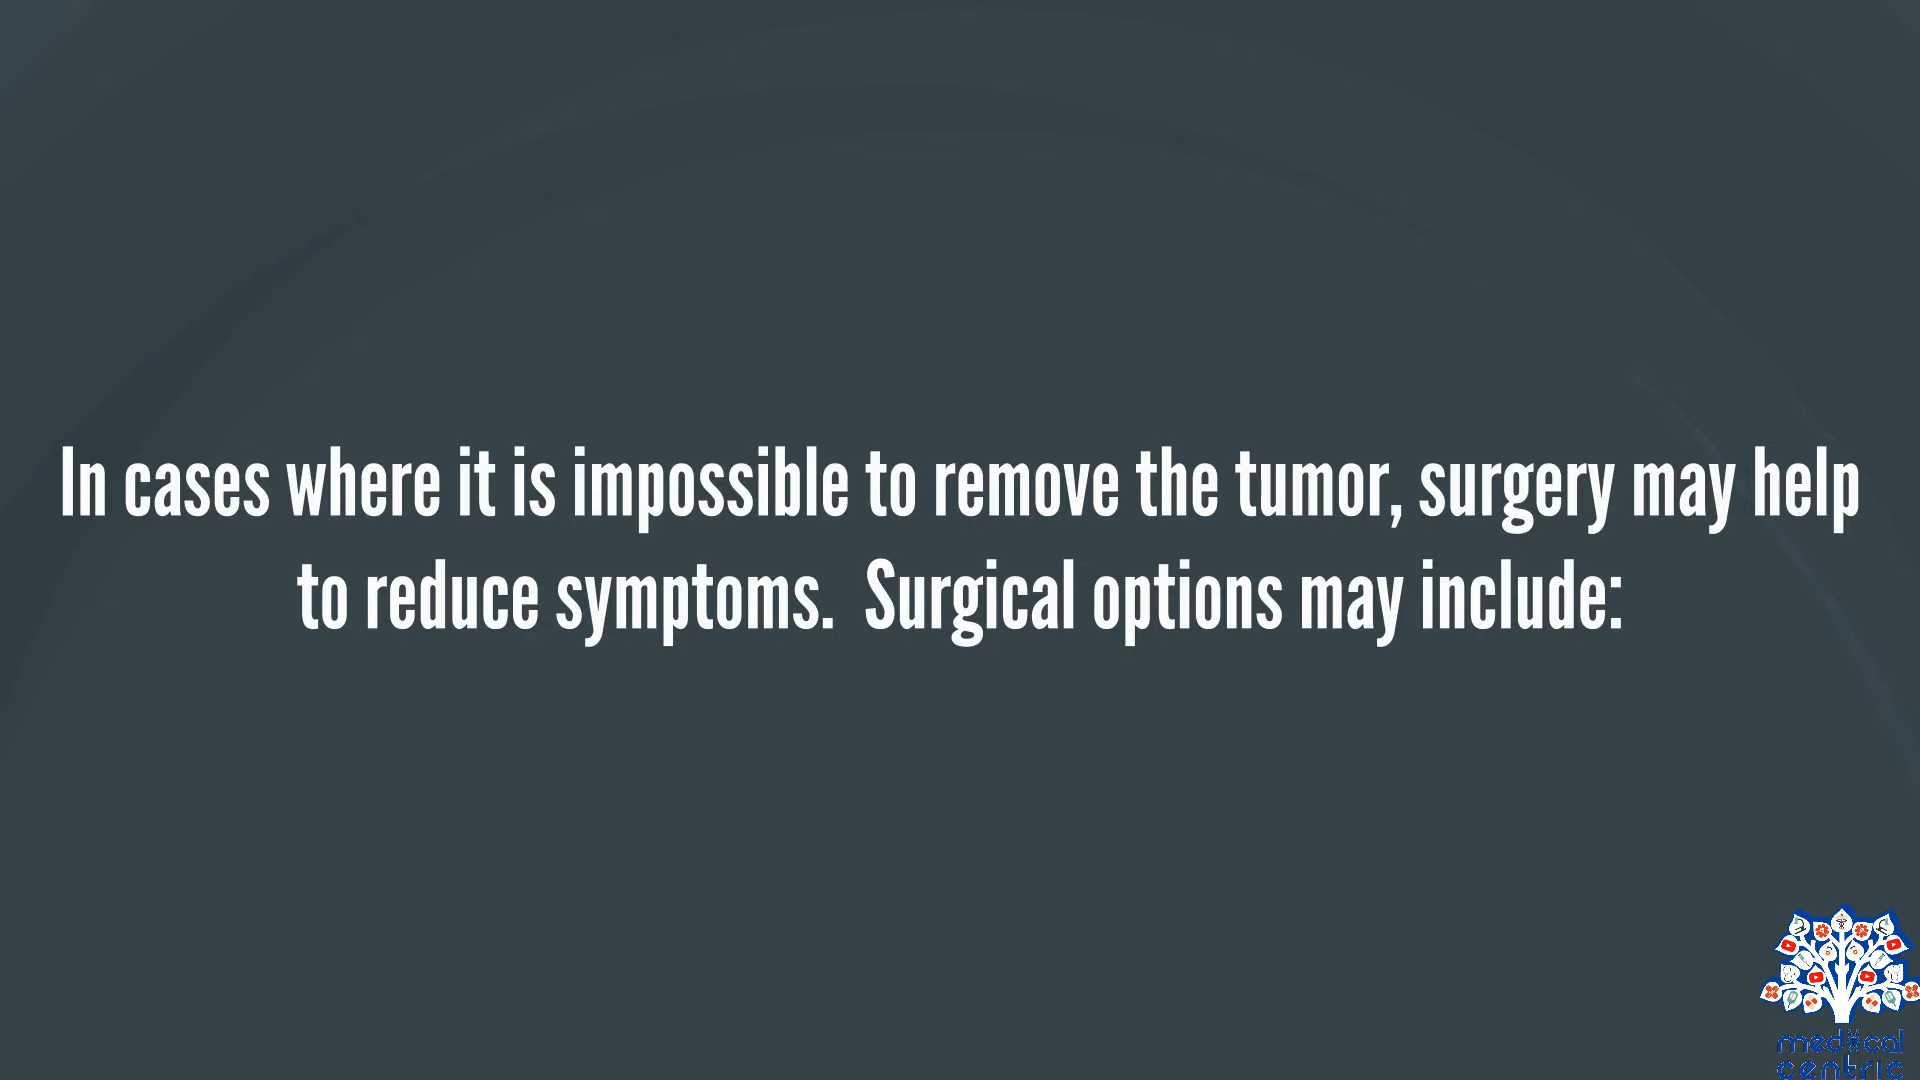 In cases where it is impossible to remove the tumor, surgery may help
to reduce symptoms.  Surgical options may include:
medical
centric